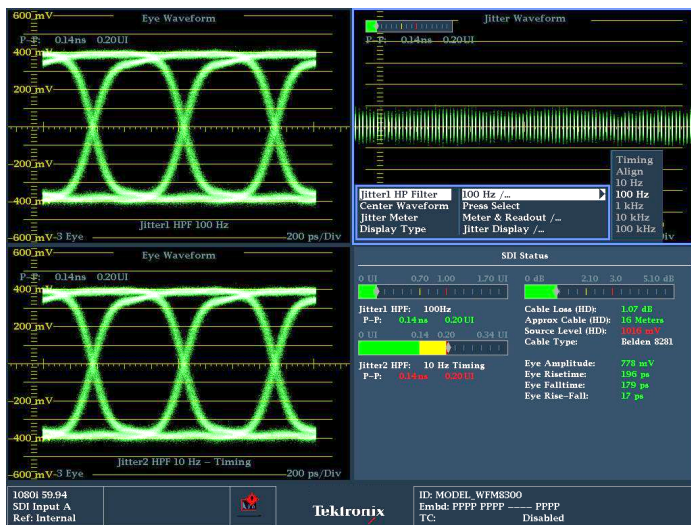 Eye Waveform
600 mV
P-P: 0.14ns 0.20UI
400 mV
200 mV
-200 mV
-400 mV
Jitter1 HPF 100 Hz
-600 mV-3 Eye
200 ps/Div
Jitter Waveform
P-P: 0.14ns 0.20UI
Jitter1 HP Filter 100 Hz /...
Center Waveform Press Select
Jitter Meter Meter & Readout /...
Display Type Jitter Display /...
Timing
Align
10 Hz
100 Hz
1 kHz
10 kHz
100 kHz
Eye Waveform
600 mV
P-P: 0.14ns 0.20UI
400 mV
200 mV
-200 mV
-400 mV
Jitter2 HPF 10 Hz - Timing
-600 mV-3 Eye
200 ps/Div
SDI Status
0 UI 0.70 1.00 1.70 UI
Jitter1 HPF: 100Hz
P-P: 0.14ns 0.20UI
0 UI 0.14 0.20 0.34 UI
Jitter2 HPF: 10 Hz Timing
P-P: 0.14ns 0.20UI
0 dB 2.10 3.0 5.10 dB
Cable Loss (HD): 1.07 dB
Approx Cable (HD): 16 Meters
Source Level (HD): 1016 mV
Cable Type: Belden 8281
Eye Amplitude: 778 mV
Eye Risetime: 196 ps
Eye Falltime: 179 ps
Eye Rise-Fall: 17 ps
1080i 59.94
SDI Input A
Ref: Internal
Tektronix
ID: MODEL_WFM8300
Embd: PPPP PPPP ---- PPPP
TC: Disabled